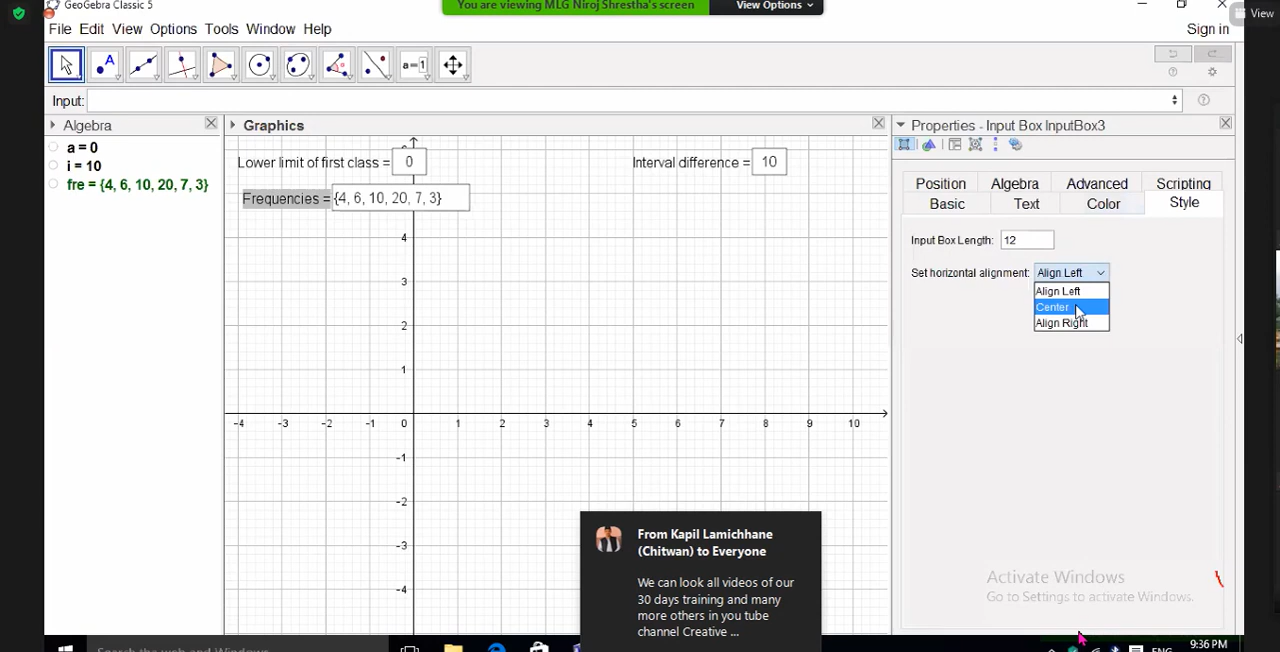 GeoGebra Classic 5
You are viewing MLG Niroj Shrestha's screen
View Options
View
File Edit View Options Tools Window Help
Sign in
A
a=1
Input:
Algebra
Graphics
Properties - Input Box InputBox3
a = 0
i = 10
fre = {4, 6, 10, 20, 7, 3}
Lower limit of first class = 0
Interval difference = 10
Frequencies = {4, 6, 10, 20, 7, 3}
Position Algebra Advanced Scripting
Basic Text Color Style
Input Box Length: 12
Set horizontal alignment: Align Left
Align Left
Center
Align Right
4
3
2
1
-4 -3 -2 -1 0 1 2 3 4 5 6 7 8 9 10
-1
-2
-3
-4
From Kapil Lamichhane
(Chitwan) to Everyone
We can look all videos of our
30 days training and many
more others in you tube
channel Creative ...
Activate Windows
Go to Settings to activate Windows.
Search the web and Windows
ENG
9:36 PM